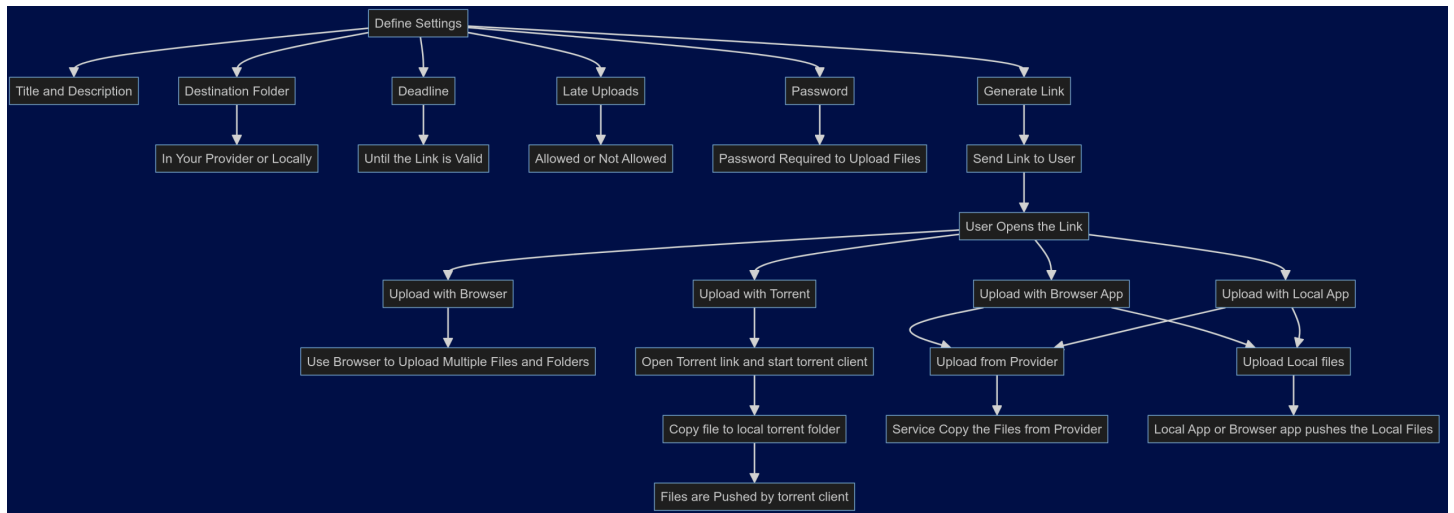 Define Settings
Title and Description
Destination Folder
Deadline
Late Uploads
Password
Generate Link
In Your Provider or Locally
Until the Link is Valid
Allowed or Not Allowed
Password Required to Upload Files
Send Link to User
User Opens the Link
Upload with Browser
Upload with Torrent
Upload with Browser App
Upload with Local App
Use Browser to Upload Multiple Files and Folders
Open Torrent link and start torrent client
Upload from Provider
Upload Local files
Copy file to local torrent folder
Service Copy the Files from Provider
Local App or Browser app pushes the Local Files
Files are Pushed by torrent client